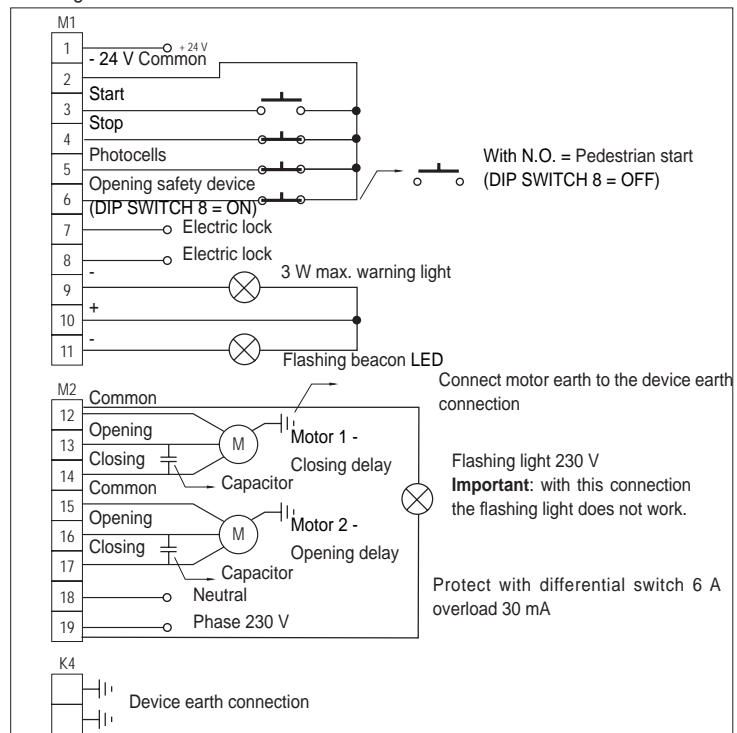 M1
1
+ 24 V
- 24 V Common
2
Start
3
Stop
4
Photocells
5
With N.O. = Pedestrian start
(DIP SWITCH 8 = OFF)
Opening safety device
6
(DIP SWITCH 8 = ON)
7
Electric lock
8
Electric lock
-
3 W max. warning light
9
+
10
-
11
Flashing beacon LED
M2
Common
Connect motor earth to the device earth
connection
12
Opening
13
M
Motor 1 -
Closing
Closing delay
14
Capacitor
Common
Flashing light 230 V
Important: with this connection
the flashing light does not work.
15
Opening
16
M
Motor 2 -
Closing
Opening delay
17
Capacitor
18
Neutral
Protect with differential switch 6 A
overload 30 mA
19
Phase 230 V
K4
Device earth connection